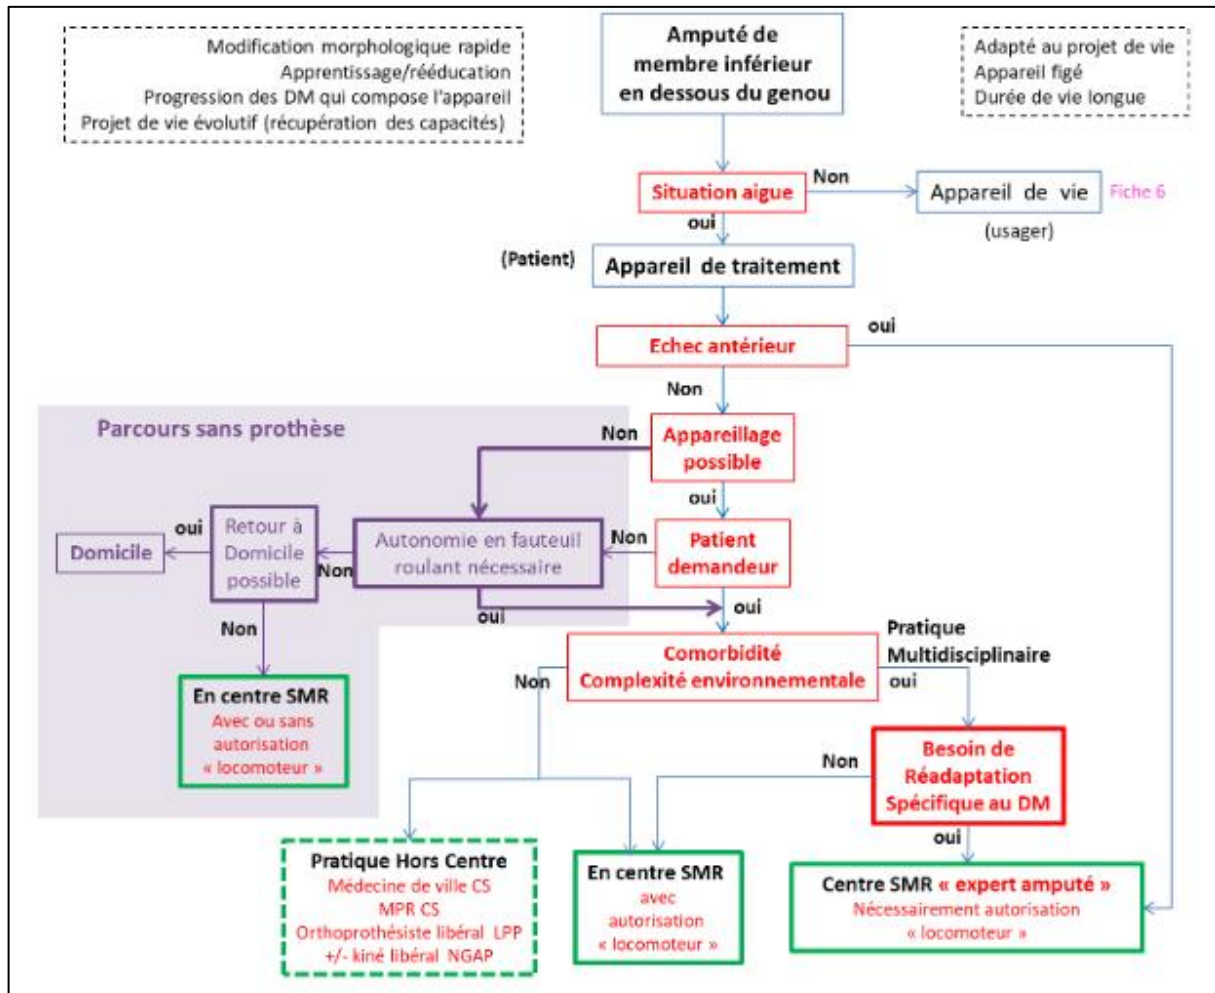 Modification morphologique rapide
Apprentissage/rééducation
Progression des DM qui compose l'appareil
Projet de vie évolutif (récupération des capacités)
Amputé de
membre inférieur
en dessous du genou
Adapté au projet de vie
Appareil figé
Durée de vie longue
Situation aigue
Non
Appareil de vie
Fiche 6
(usager)
oui
(Patient)
Appareil de traitement
oui
Echec antérieur
Non
Parcours sans prothèse
Non
Appareillage
possible
oui
Domicile
oui
Retour à
Domicile
possible
Non
Autonomie en fauteuil
roulant nécessaire
Non
Patient
demandeur
oui
oui
Non
Pratique
Multidisciplinaire
oui
Comorbidité
Complexité environnementale
Non
En centre SMR
Avec ou sans
autorisation
« locomoteur »
Non
Besoin de
Réadaptation
Spécifique au DM
oui
Pratique Hors Centre
Médecine de ville CS
MPR CS
Orthoprothésiste libéral LPP
+/- kiné libéral NGAP
En centre SMR
avec
autorisation
« locomoteur »
Centre SMR « expert amputé »
Nécessairement autorisation
« locomoteur »